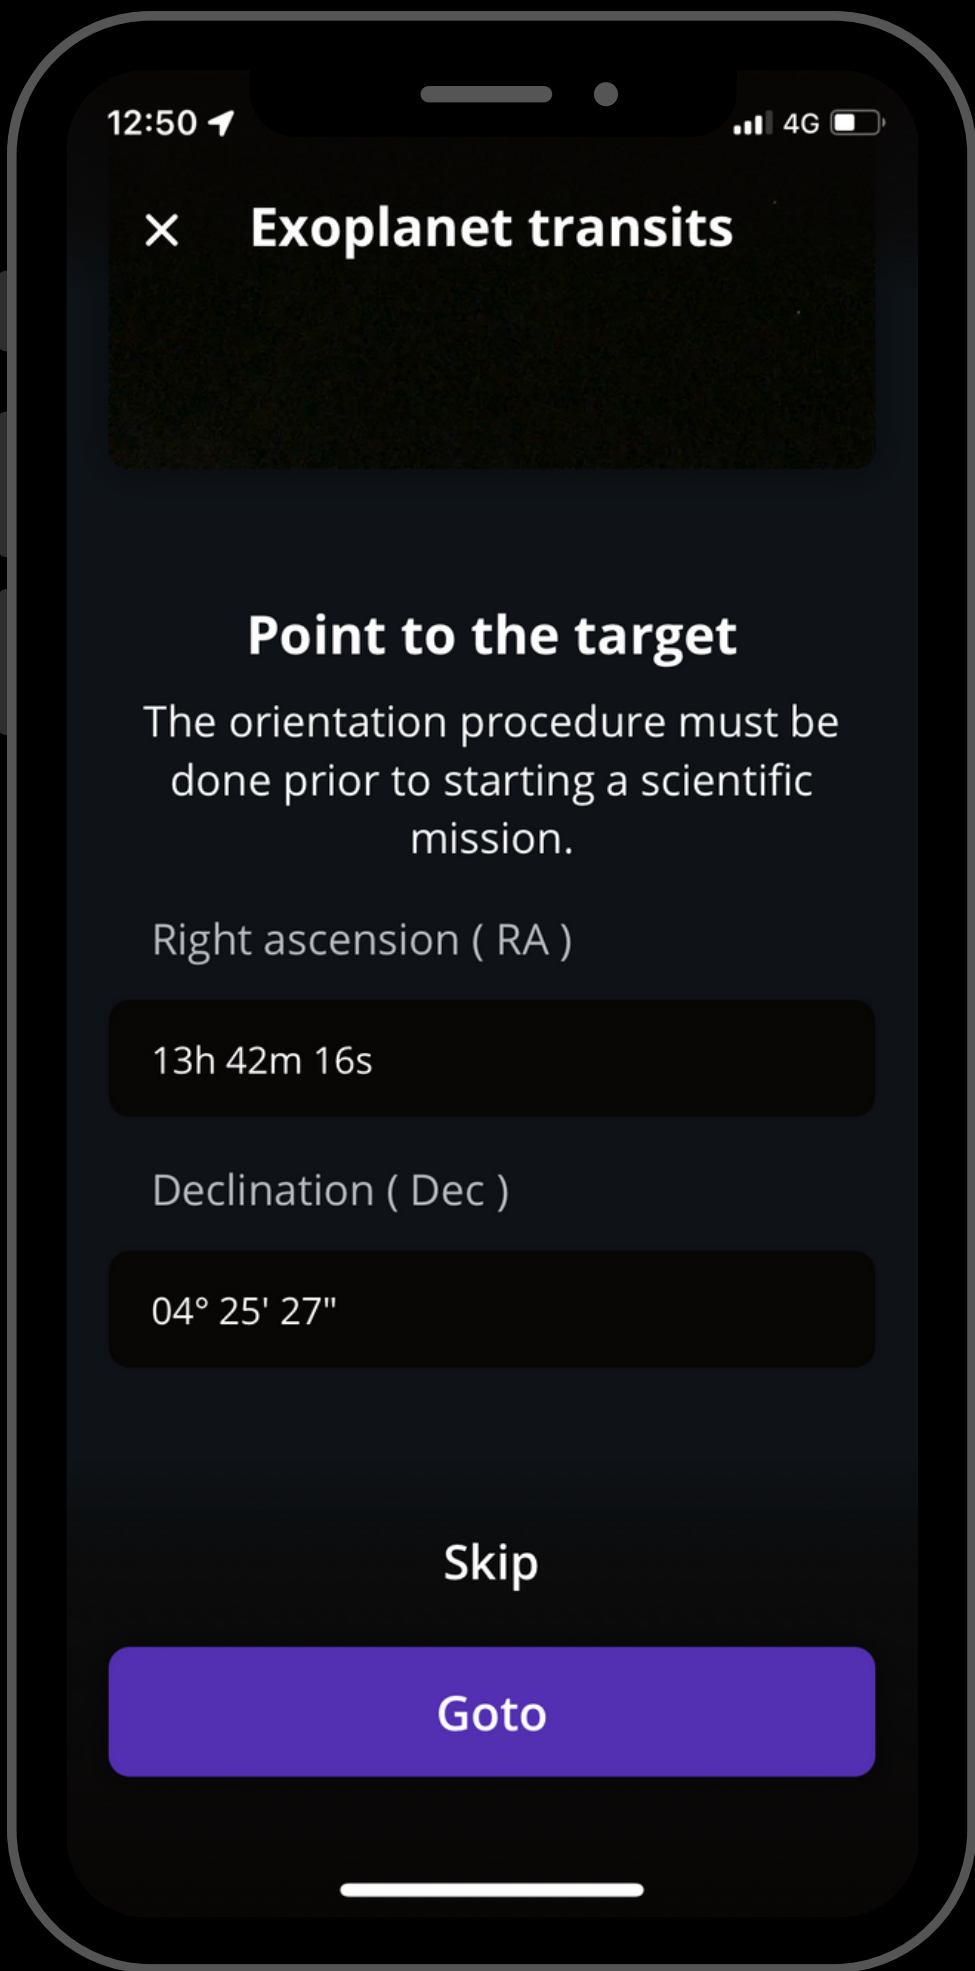 12:50
4G
Exoplanet transits
Point to the target
The orientation procedure must be
done prior to starting a scientific
mission.
Right ascension ( RA )
13h 42m 16s
Declination ( Dec )
04° 25' 27"
Skip
Goto